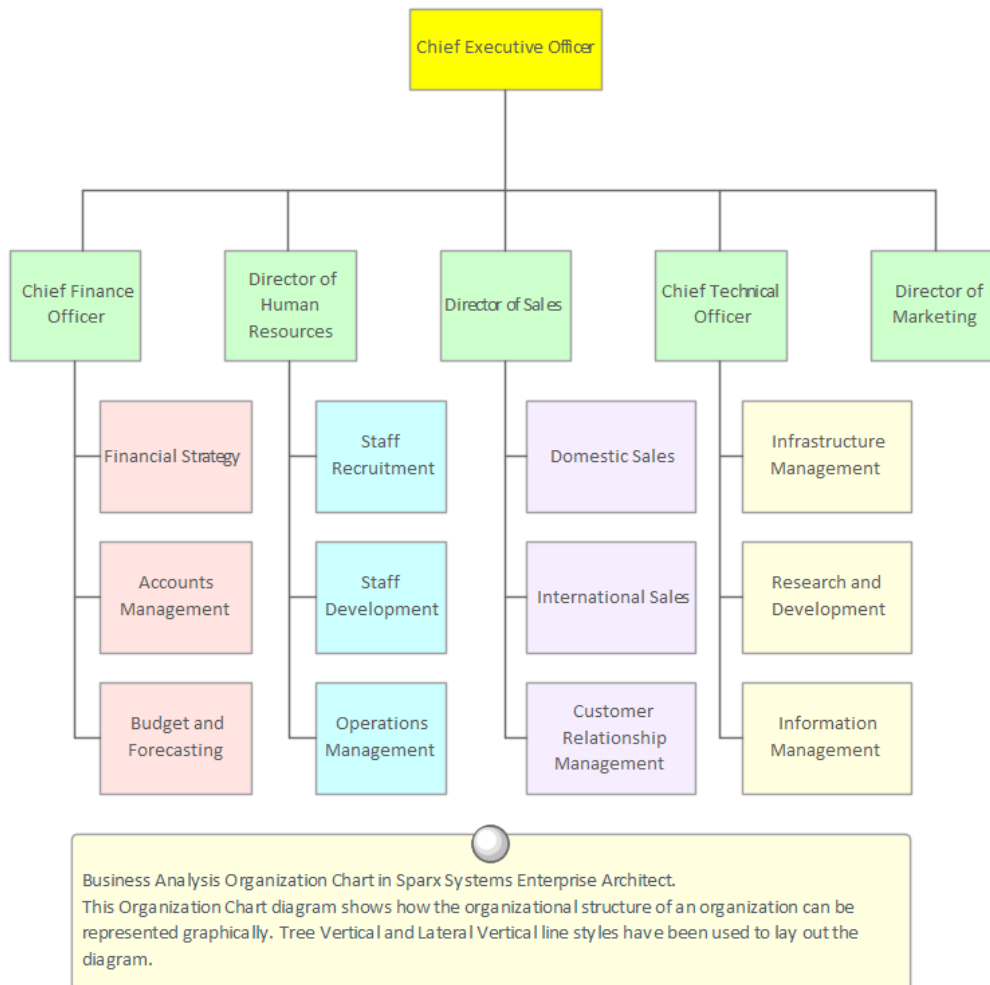 Chief Executive Officer
Chief Finance
Officer
Director of
Human
Resources
Director of Sales
Chief Technical
Officer
Director of
Marketing
Financial Strategy
Staff
Recruitment
Domestic Sales
Infrastructure
Management
Accounts
Management
Staff
Development
International Sales
Research and
Development
Budget and
Forecasting
Operations
Management
Customer
Relationship
Management
Information
Management
Business Analysis Organization Chart in Sparx Systems Enterprise Architect.
This Organization Chart diagram shows how the organizational structure of an organization can be
represented graphically. Tree Vertical and Lateral Vertical line styles have been used to lay out the
diagram.